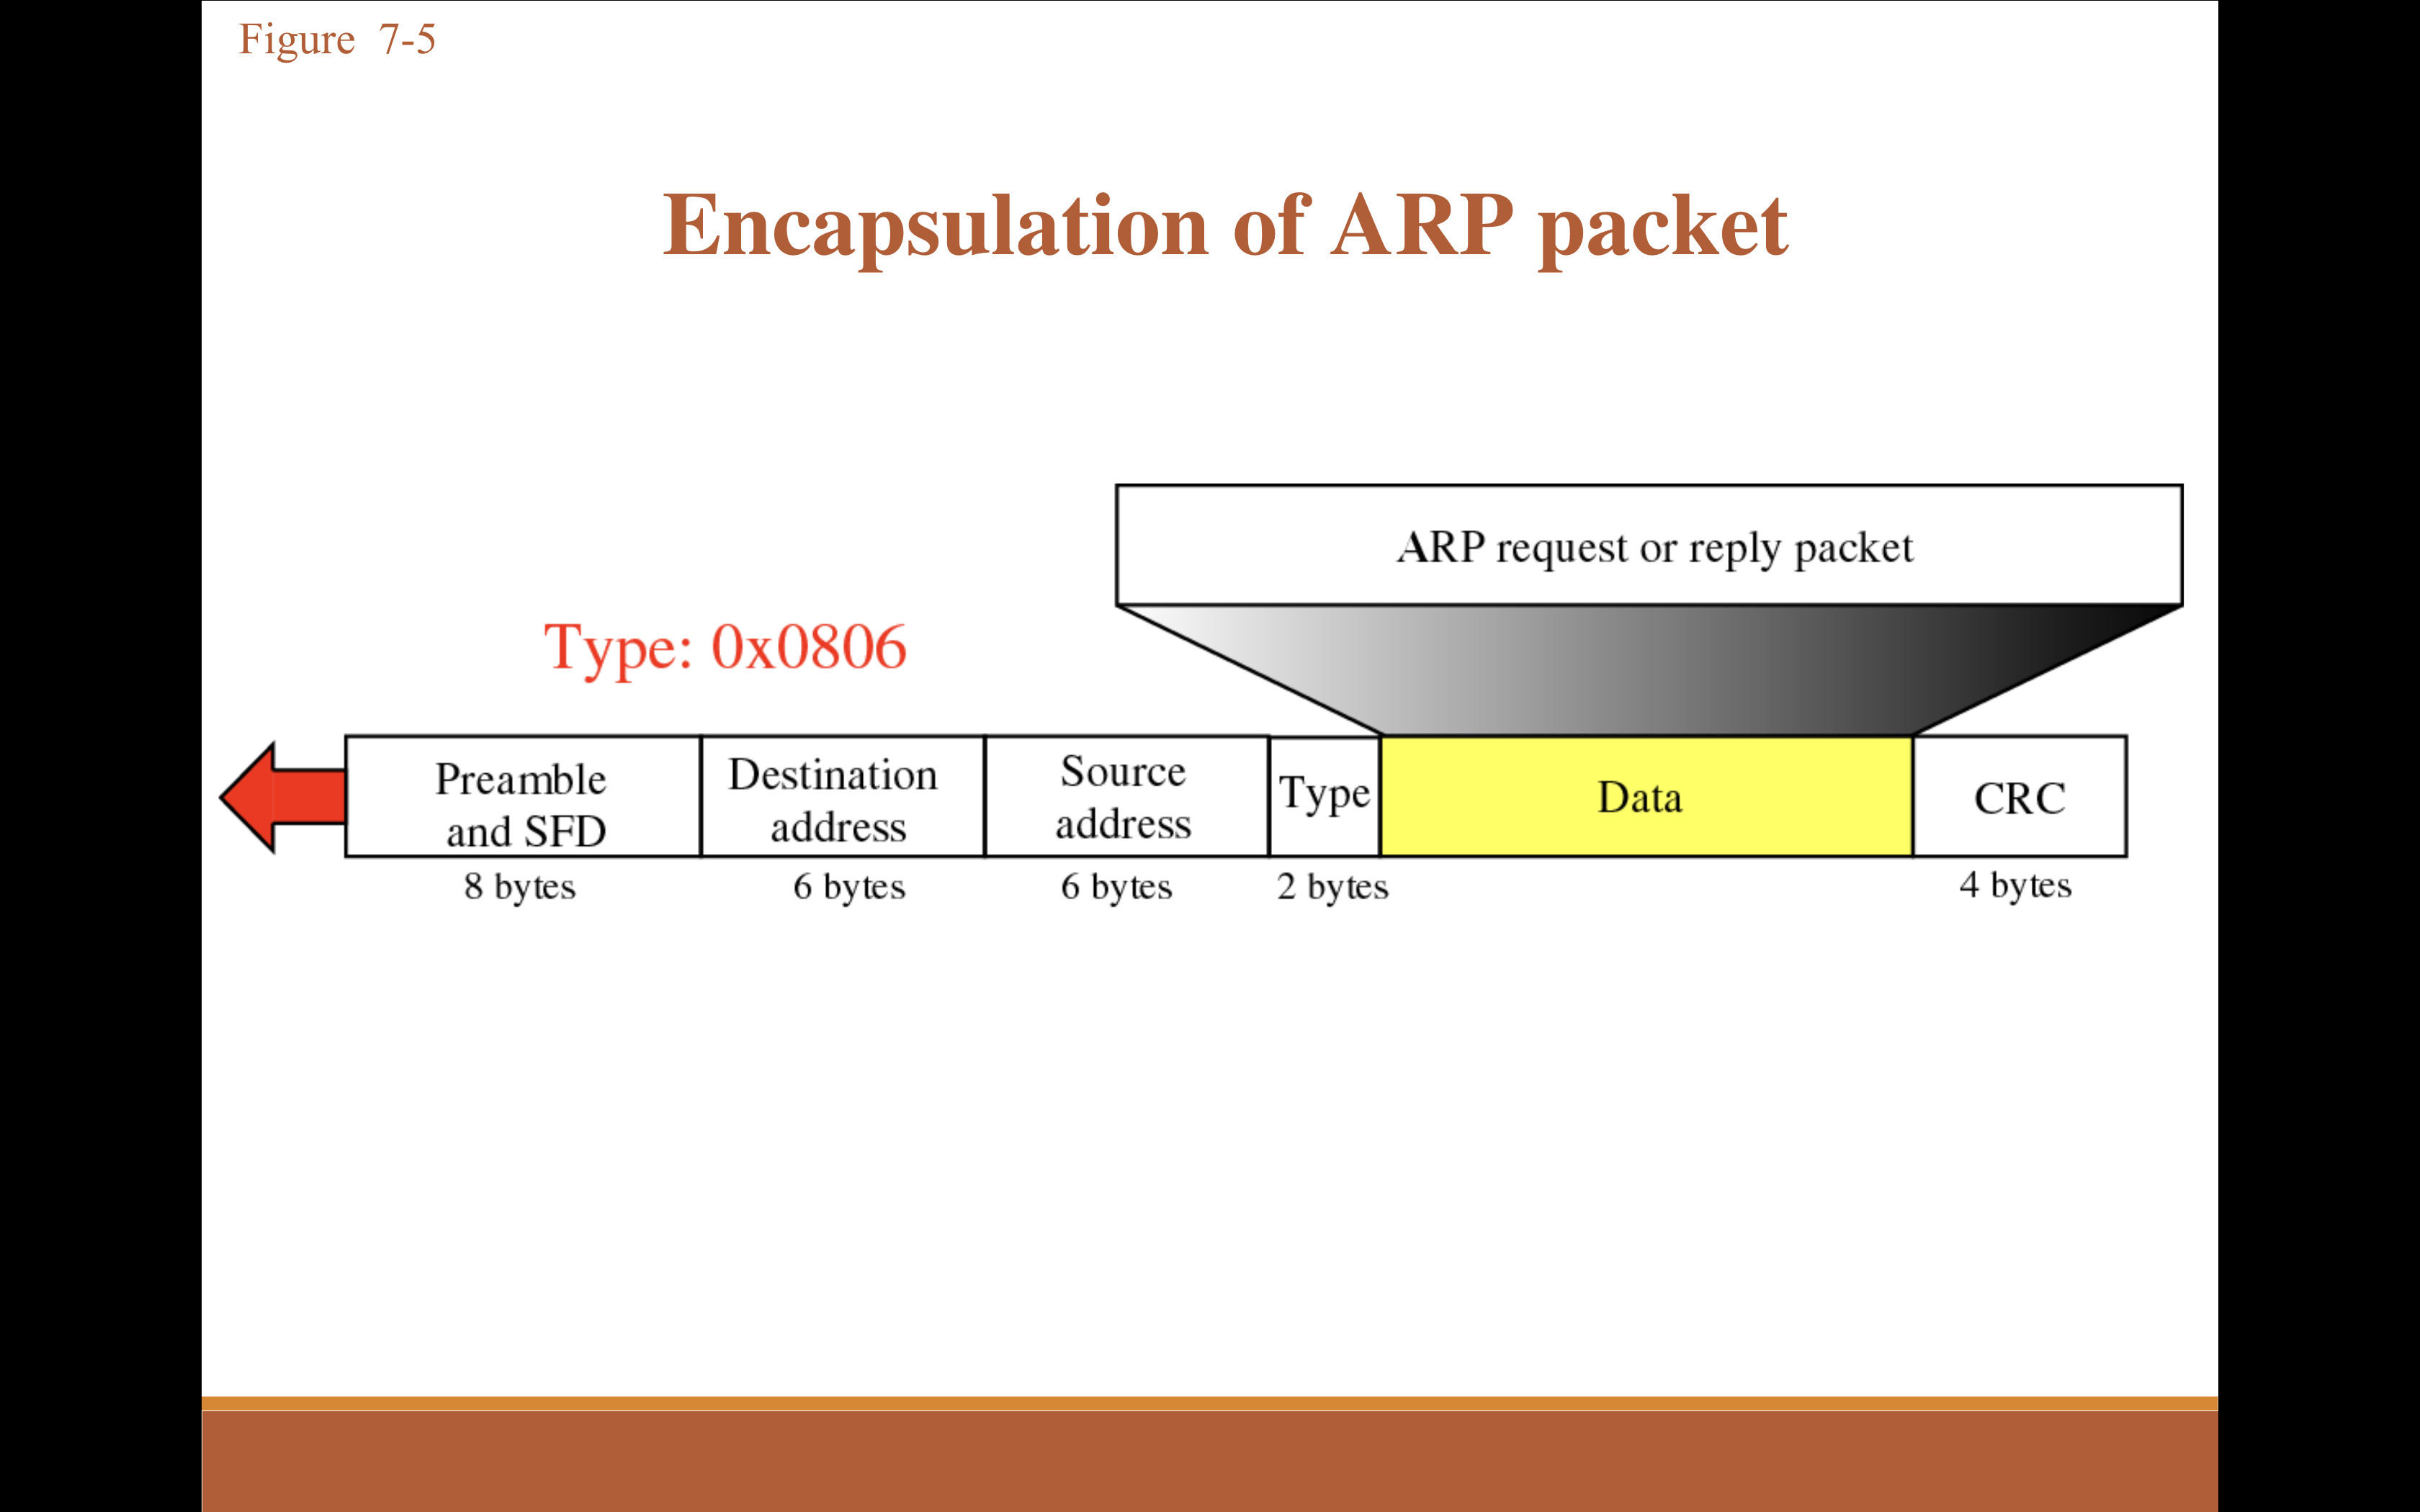 Figure 7-5
Encapsulation of ARP packet
ARP request or reply packet
Type: 0x0806
Preamble
and SFD
Destination
address
Source
address
Type
Data
CRC
8 bytes
6 bytes
6 bytes
2 bytes
4 bytes